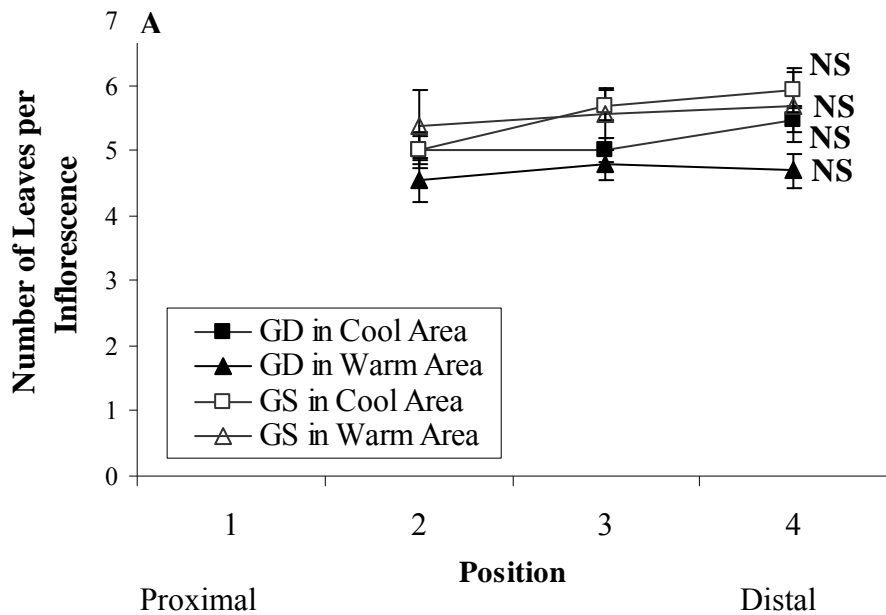 A
Number of Leaves per
Inflorescence
7
6
5
4
3
2
1
0
NS
NS
NS
NS
GD in Cool Area
GD in Warm Area
GS in Cool Area
GS in Warm Area
1 2 3 4
Position
Proximal Distal